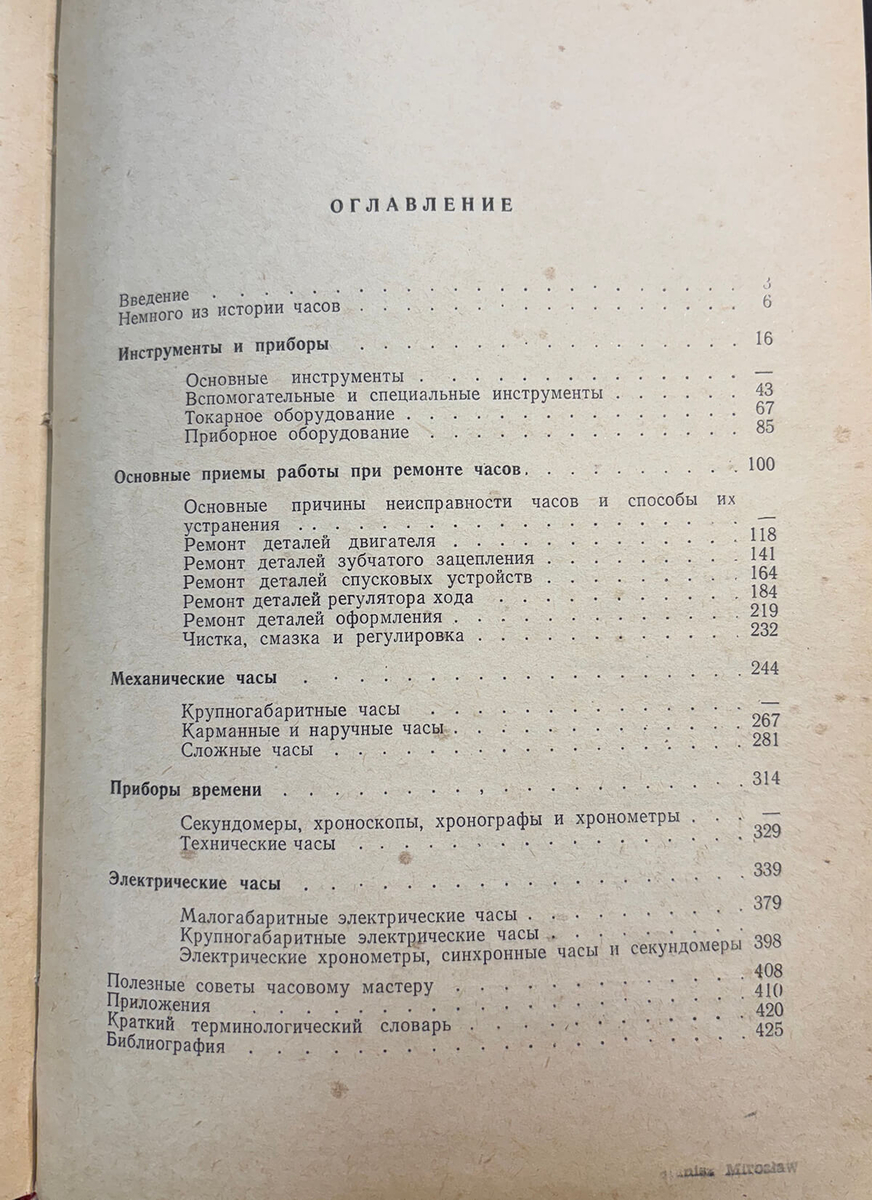 ОГЛАВЛЕНИЕ
Введение . . . . . . . . . . . . . . . . 3
Немного из истории часов . . . . . . . . . . . . 6
Инструменты и приборы . . . . . . . . . . . . 16
Основные инструменты . . . . . . . . . . . . —
Вспомогательные и специальные инструменты . . . . . 43
Токарное оборудование . . . . . . . . . . . . 67
Приборное оборудование . . . . . . . . . . . . 85
Основные приемы работы при ремонте часов . . . . . . . . 100
Основные причины неисправности часов и способы их
устранения . . . . . . . . . . . . . . . . —
Ремонт деталей двигателя . . . . . . . . . . . 118
Ремонт деталей зубчатого зацепления . . . . . . . . 141
Ремонт деталей спусковых устройств . . . . . . . . 164
Ремонт деталей регулятора хода . . . . . . . . . . 184
Ремонт деталей оформления . . . . . . . . . . . 219
Чистка, смазка и регулировка . . . . . . . . . . 232
Механические часы . . . . . . . . . . . . . . 244
Крупногабаритные часы . . . . . . . . . . . . —
Карманные и наручные часы . . . . . . . . . . . 267
Сложные часы . . . . . . . . . . . . . . . 281
Приборы времени . . . . . . . . . . . . . . 314
Секундомеры, хроноскопы, хронографы и хронометры . . . —
Технические часы . . . . . . . . . . . . . . 329
Электрические часы . . . . . . . . . . . . . . 339
Малогабаритные электрические часы . . . . . . . . 379
Крупногабаритные электрические часы . . . . . . .
Электрические хронометры, синхронные часы и секундомеры 398
Полезные советы часовому мастеру . . . . . . . . . . 408
Приложения . . . . . . . . . . . . . . . . 410
Краткий терминологический словарь . . . . . . . . . . 420
Библиография . . . . . . . . . . . . . . . . 425
Mirosław